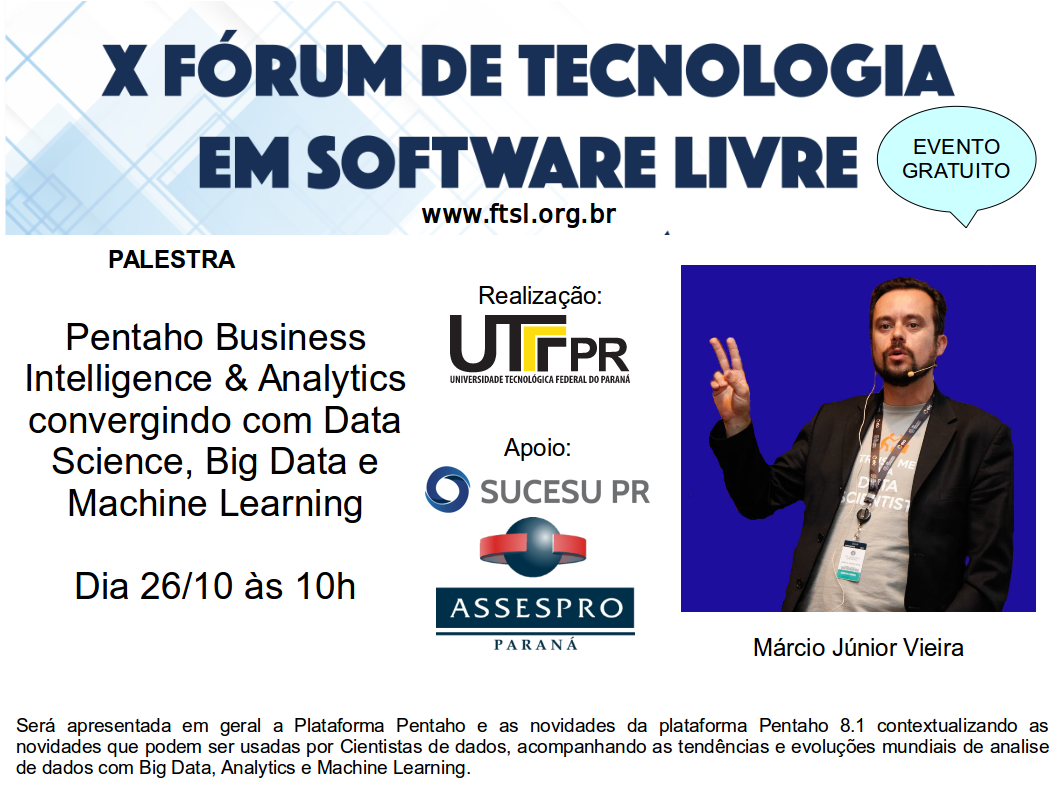 X FÓRUM DE TECNOLOGIA
EM SOFTWARE LIVRE
EVENTO
GRATUITO
www.ftsl.org.br
PALESTRA
Pentaho Business
Intelligence & Analytics
convergindo com Data
Science, Big Data e
Machine Learning
Dia 26/10 às 10h
Realização:
UTFPR
UNIVERSIDADE TECNOLÓGICA FEDERAL DO PARANÁ
Apoio:
SUCESU PR
ASSESPRO
PARANÁ
TRUST ME
DATA
SCIENTIST
Márcio Júnior Vieira
Será apresentada em geral a Plataforma Pentaho e as novidades da plataforma Pentaho 8.1 contextualizando as
novidades que podem ser usadas por Cientistas de dados, acompanhando as tendências e evoluções mundiais de analise
de dados com Big Data, Analytics e Machine Learning.